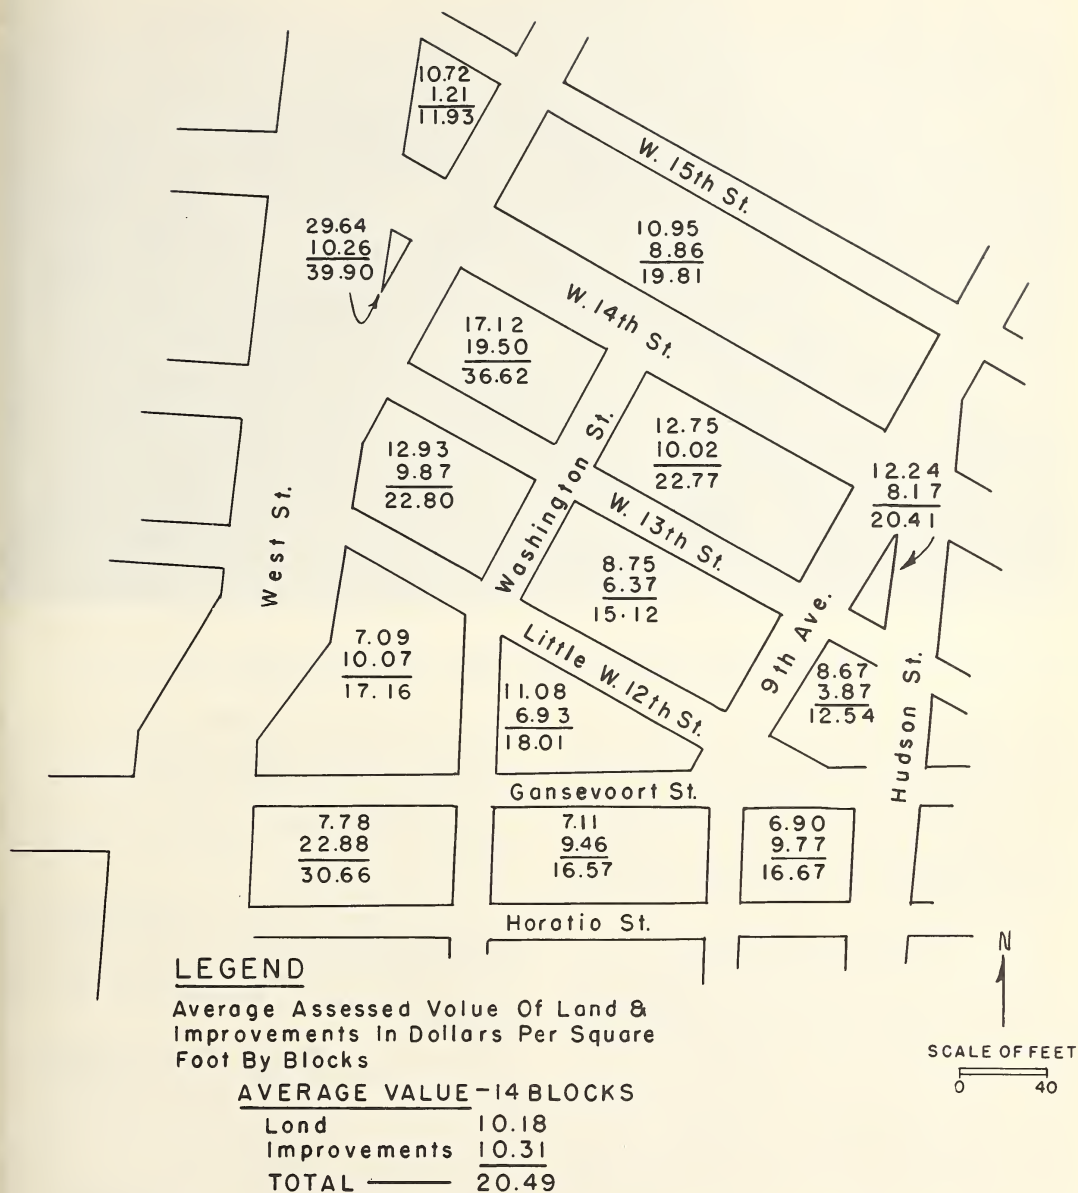 10.72
1.21
11.93
W. 15th St.
29.64
10.26
39.90
10.95
8.86
19.81
W. 14th St.
17.12
19.50
36.62
12.75
10.02
22.77
12.24
8.17
20.41
12.93
9.87
22.80
Washington St.
W. 13th St.
West St.
8.75
6.37
15.12
9th Ave.
7.09
10.07
17.16
Little W. 12th St.
11.08
6.93
18.01
8.67
3.87
12.54
Hudson St.
Gansevoort St.
7.78
22.88
30.66
7.11
9.46
16.57
6.90
9.77
16.67
Horatio St.
N
LEGEND
Average Assessed Value Of Land &
Improvements In Dollars Per Square
Foot By Blocks
SCALE OF FEET
0 40
AVERAGE VALUE-14 BLOCKS
Land 10.18
Improvements 10.31
TOTAL 20.49